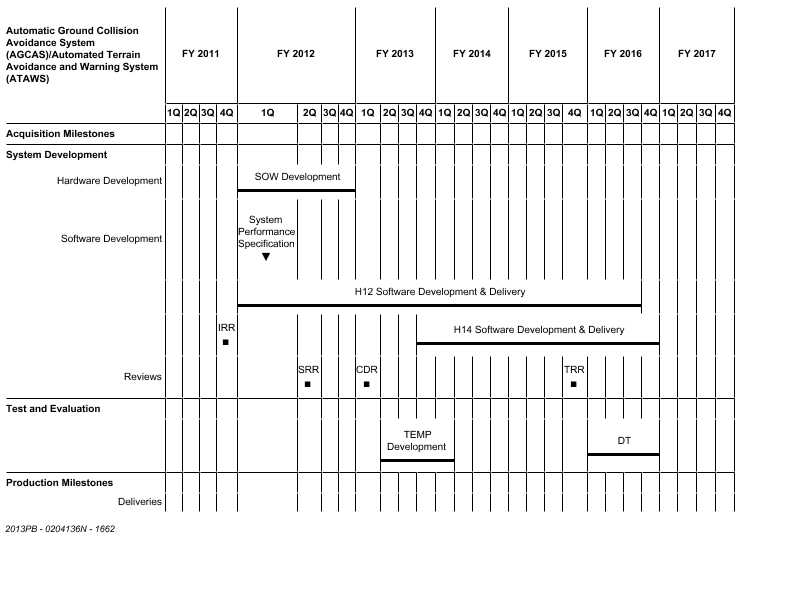 Automatic Ground Collision
Avoidance System
(AGCAS)/Automated Terrain
Avoidance and Warning System
(ATAWS)
FY 2011 FY 2012 FY 2013 FY 2014 FY 2015 FY 2016 FY 2017
1Q 2Q 3Q 4Q 1Q 2Q 3Q 4Q 1Q 2Q 3Q 4Q 1Q 2Q 3Q 4Q 1Q 2Q 3Q 4Q 1Q 2Q 3Q 4Q 1Q 2Q 3Q 4Q
Acquisition Milestones
System Development
Hardware Development
SOW Development
Software Development
System
Performance
Specification
H12 Software Development & Delivery
IRR
H14 Software Development & Delivery
Reviews
SRR
CDR
TRR
Test and Evaluation
TEMP
Development
DT
Production Milestones
Deliveries
2013PB - 0204136N - 1662